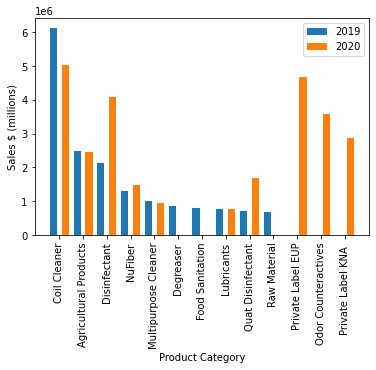 1e6
2019
2020
6
5
4
3
2
1
0
Sales $ (millions)
Coil Cleaner
Agricultural Products
Disinfectant
NuFiber
Multipurpose Cleaner
Degreaser
Food Sanitation
Lubricants
Quat Disinfectant
Raw Material
Private Label EUP
Odor Counteractives
Private Label KNA
Product Category